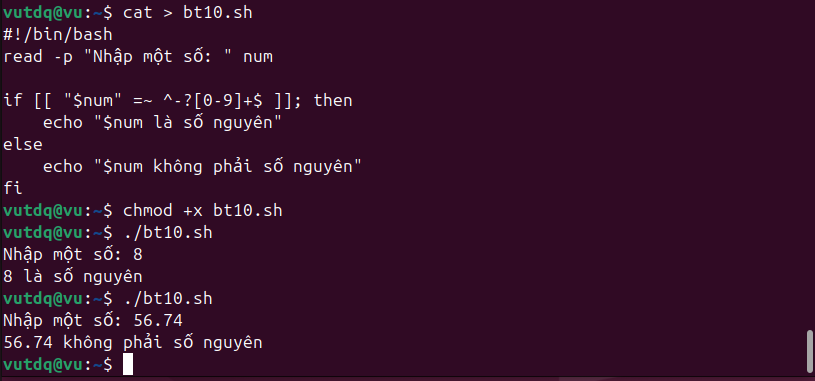 vutdq@vu:~$ cat > bt10.sh
#!/bin/bash
read -p "Nhập một số: " num
if [[ "$num" =~ ^-?[0-9]+$ ]]; then
    echo "$num là số nguyên"
else
    echo "$num không phải số nguyên"
fi
vutdq@vu:~$ chmod +x bt10.sh
vutdq@vu:~$ ./bt10.sh
Nhập một số: 8
8 là số nguyên
vutdq@vu:~$ ./bt10.sh
Nhập một số: 56.74
56.74 không phải số nguyên
vutdq@vu:~$